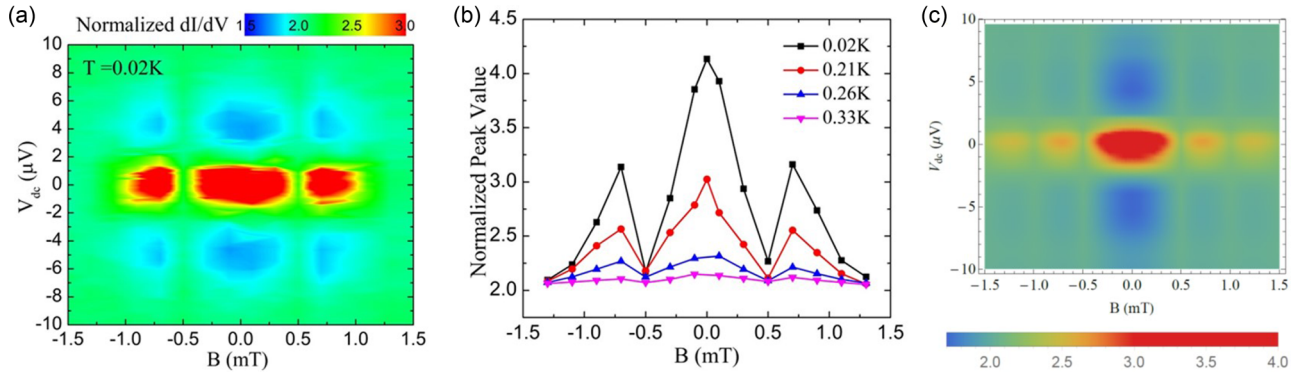 (a)
Normalized dI/dV
1.5 2.0 2.5 3.0
T =0.02K
V_dc (μV)
10
8
6
4
2
0
-2
-4
-6
-8
-10
-1.5 -1.0 -0.5 0.0 0.5 1.0 1.5
B (mT)
(b)
Normalized Peak Value
4.5
4.0
3.5
3.0
2.5
2.0
0.02K
0.21K
0.26K
0.33K
-1.5 -1.0 -0.5 0.0 0.5 1.0 1.5
B (mT)
(c)
V_dc (μV)
10
5
0
−5
−10
−1.5 −1.0 −0.5 0.0 0.5 1.0 1.5
B (mT)
2.0 2.5 3.0 3.5 4.0